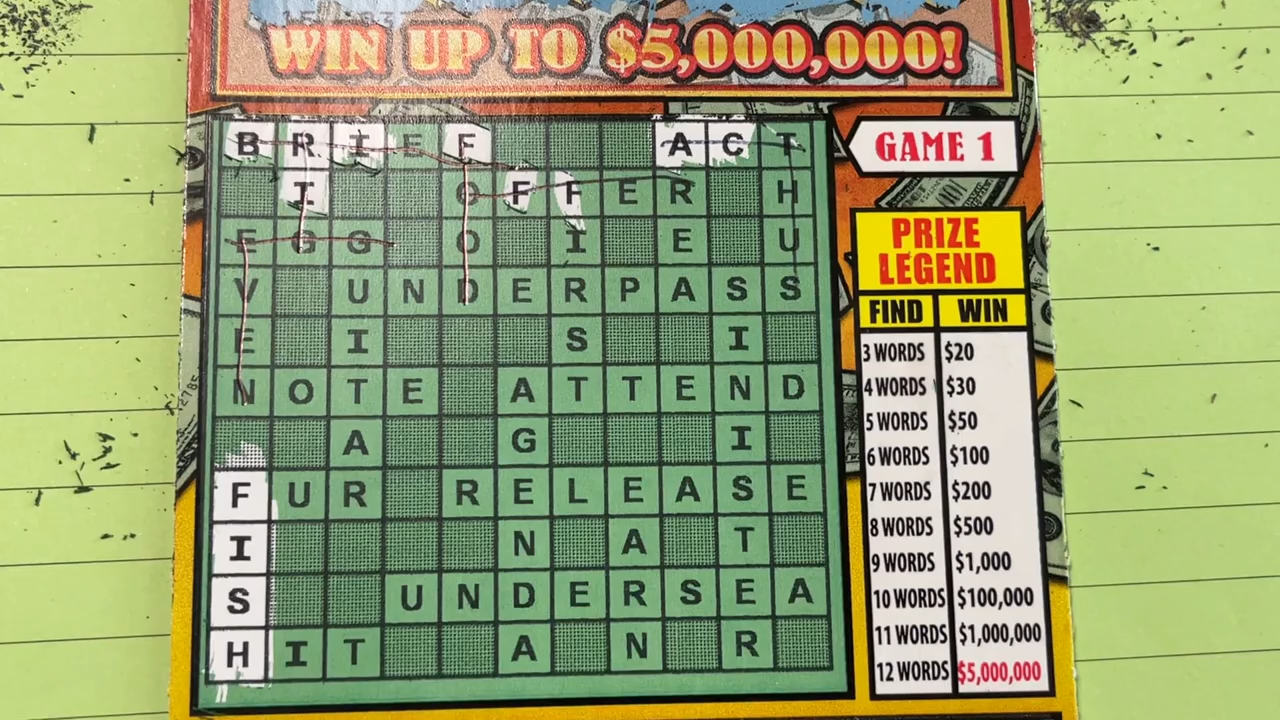 WIN UP TO $5,000,000!
B R I E F A C T
I O F F E R H
E G G O I E U
V U N D E R P A S S
E I S I
N O T E A T T E N D
A G I
F U R R E L E A S E
I N A T
S U N D E R S E A
H I T A N R
GAME 1
PRIZE
LEGEND
FIND WIN
3 WORDS $20
4 WORDS $30
5 WORDS $50
6 WORDS $100
7 WORDS $200
8 WORDS $500
9 WORDS $1,000
10 WORDS $100,000
11 WORDS $1,000,000
12 WORDS $5,000,000